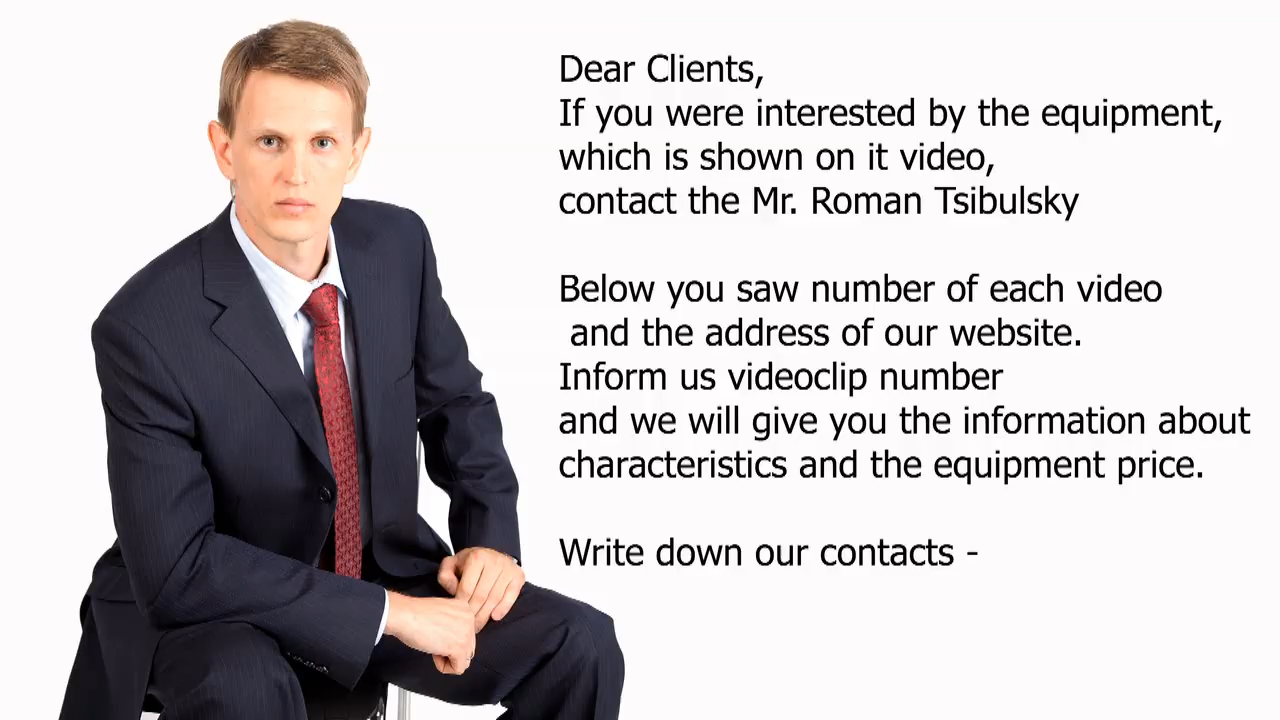 Dear Clients,
If you were interested by the equipment,
which is shown on it video,
contact the Mr. Roman Tsibulsky
Below you saw number of each video
and the address of our website.
Inform us videoclip number
and we will give you the information about
characteristics and the equipment price.
Write down our contacts -